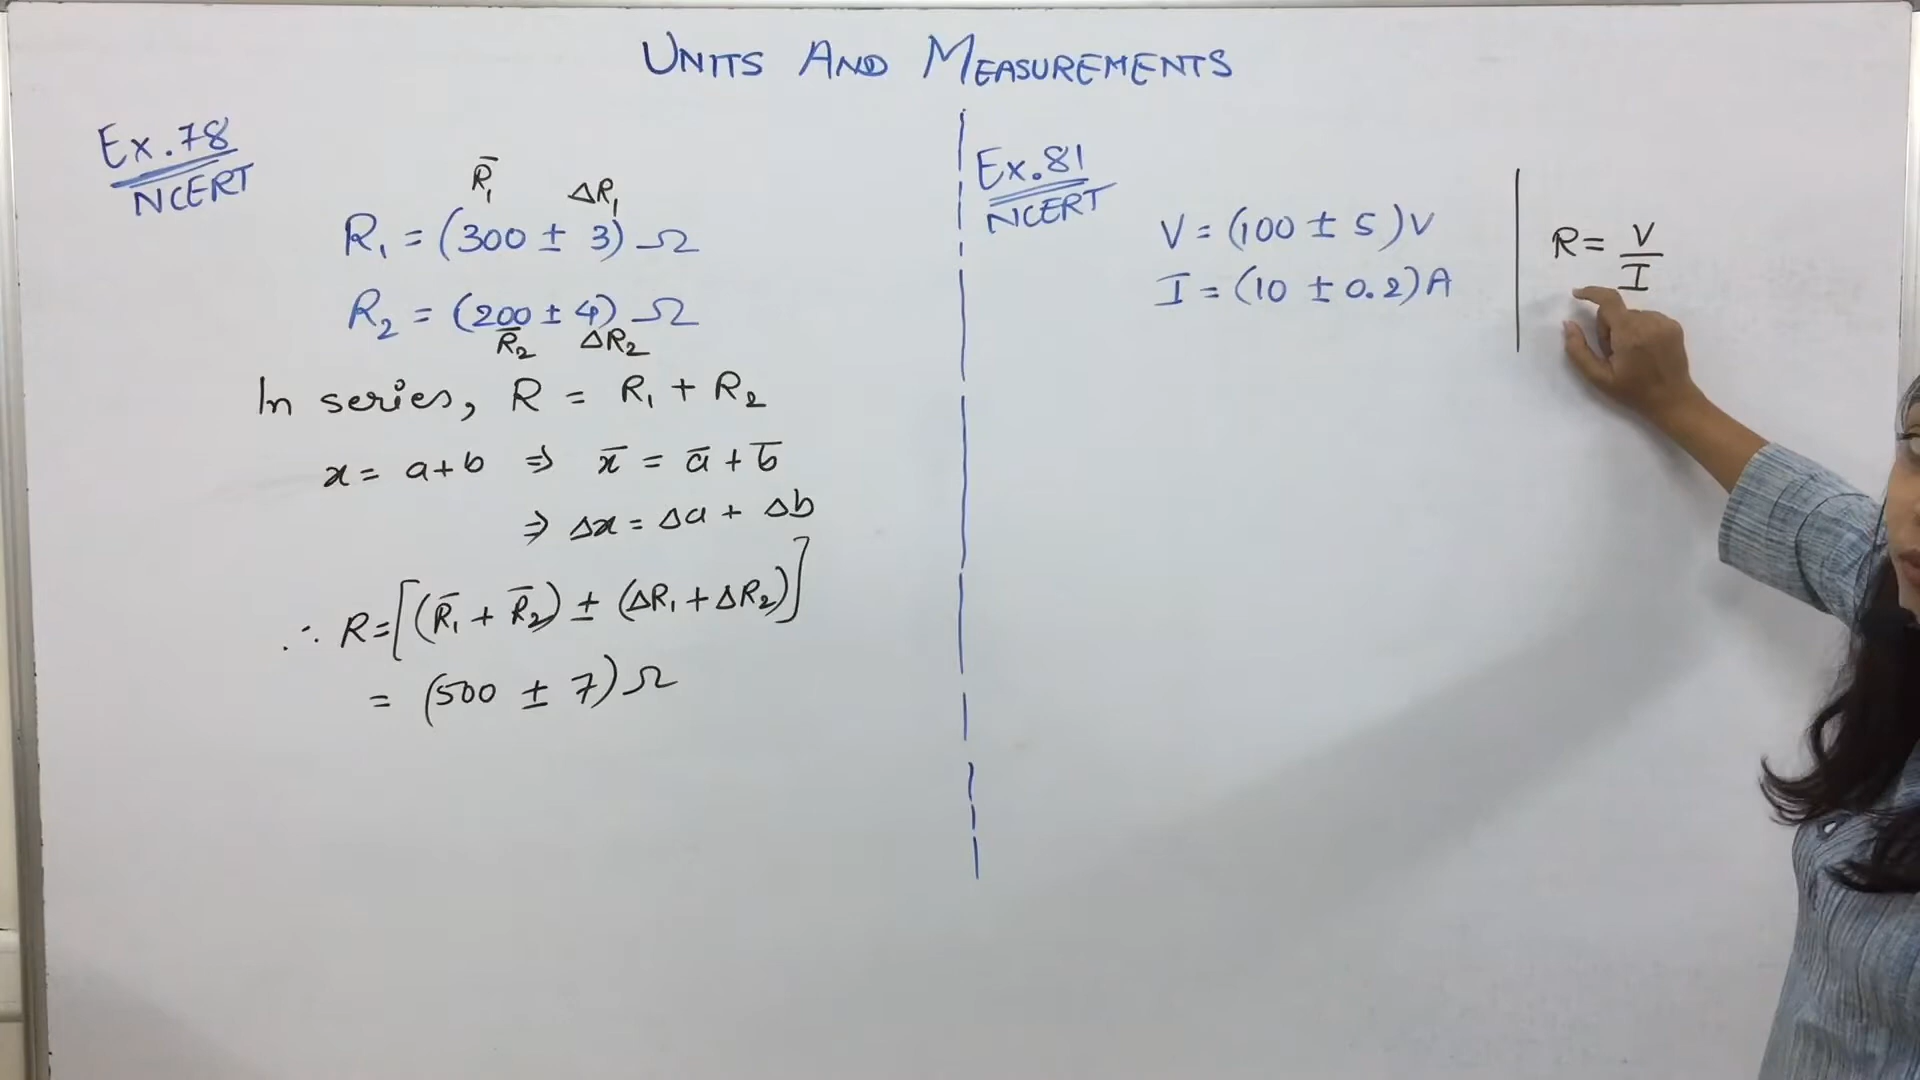 UNITS AND MEASUREMENTS
Ex.78
NCERT
R̄₁ ΔR₁
R₁ = (300 ± 3) Ω
R₂ = (200 ± 4) Ω
R̄₂ ΔR₂
In series, R = R₁ + R₂
x = a+b ⇒ x̄ = ā + b̄
⇒ Δx = Δa + Δb
∴ R = [(R̄₁ + R̄₂) ± (ΔR₁ + ΔR₂)]
= (500 ± 7) Ω
Ex.81
NCERT
V = (100 ± 5) V
I = (10 ± 0.2) A
R = V/I